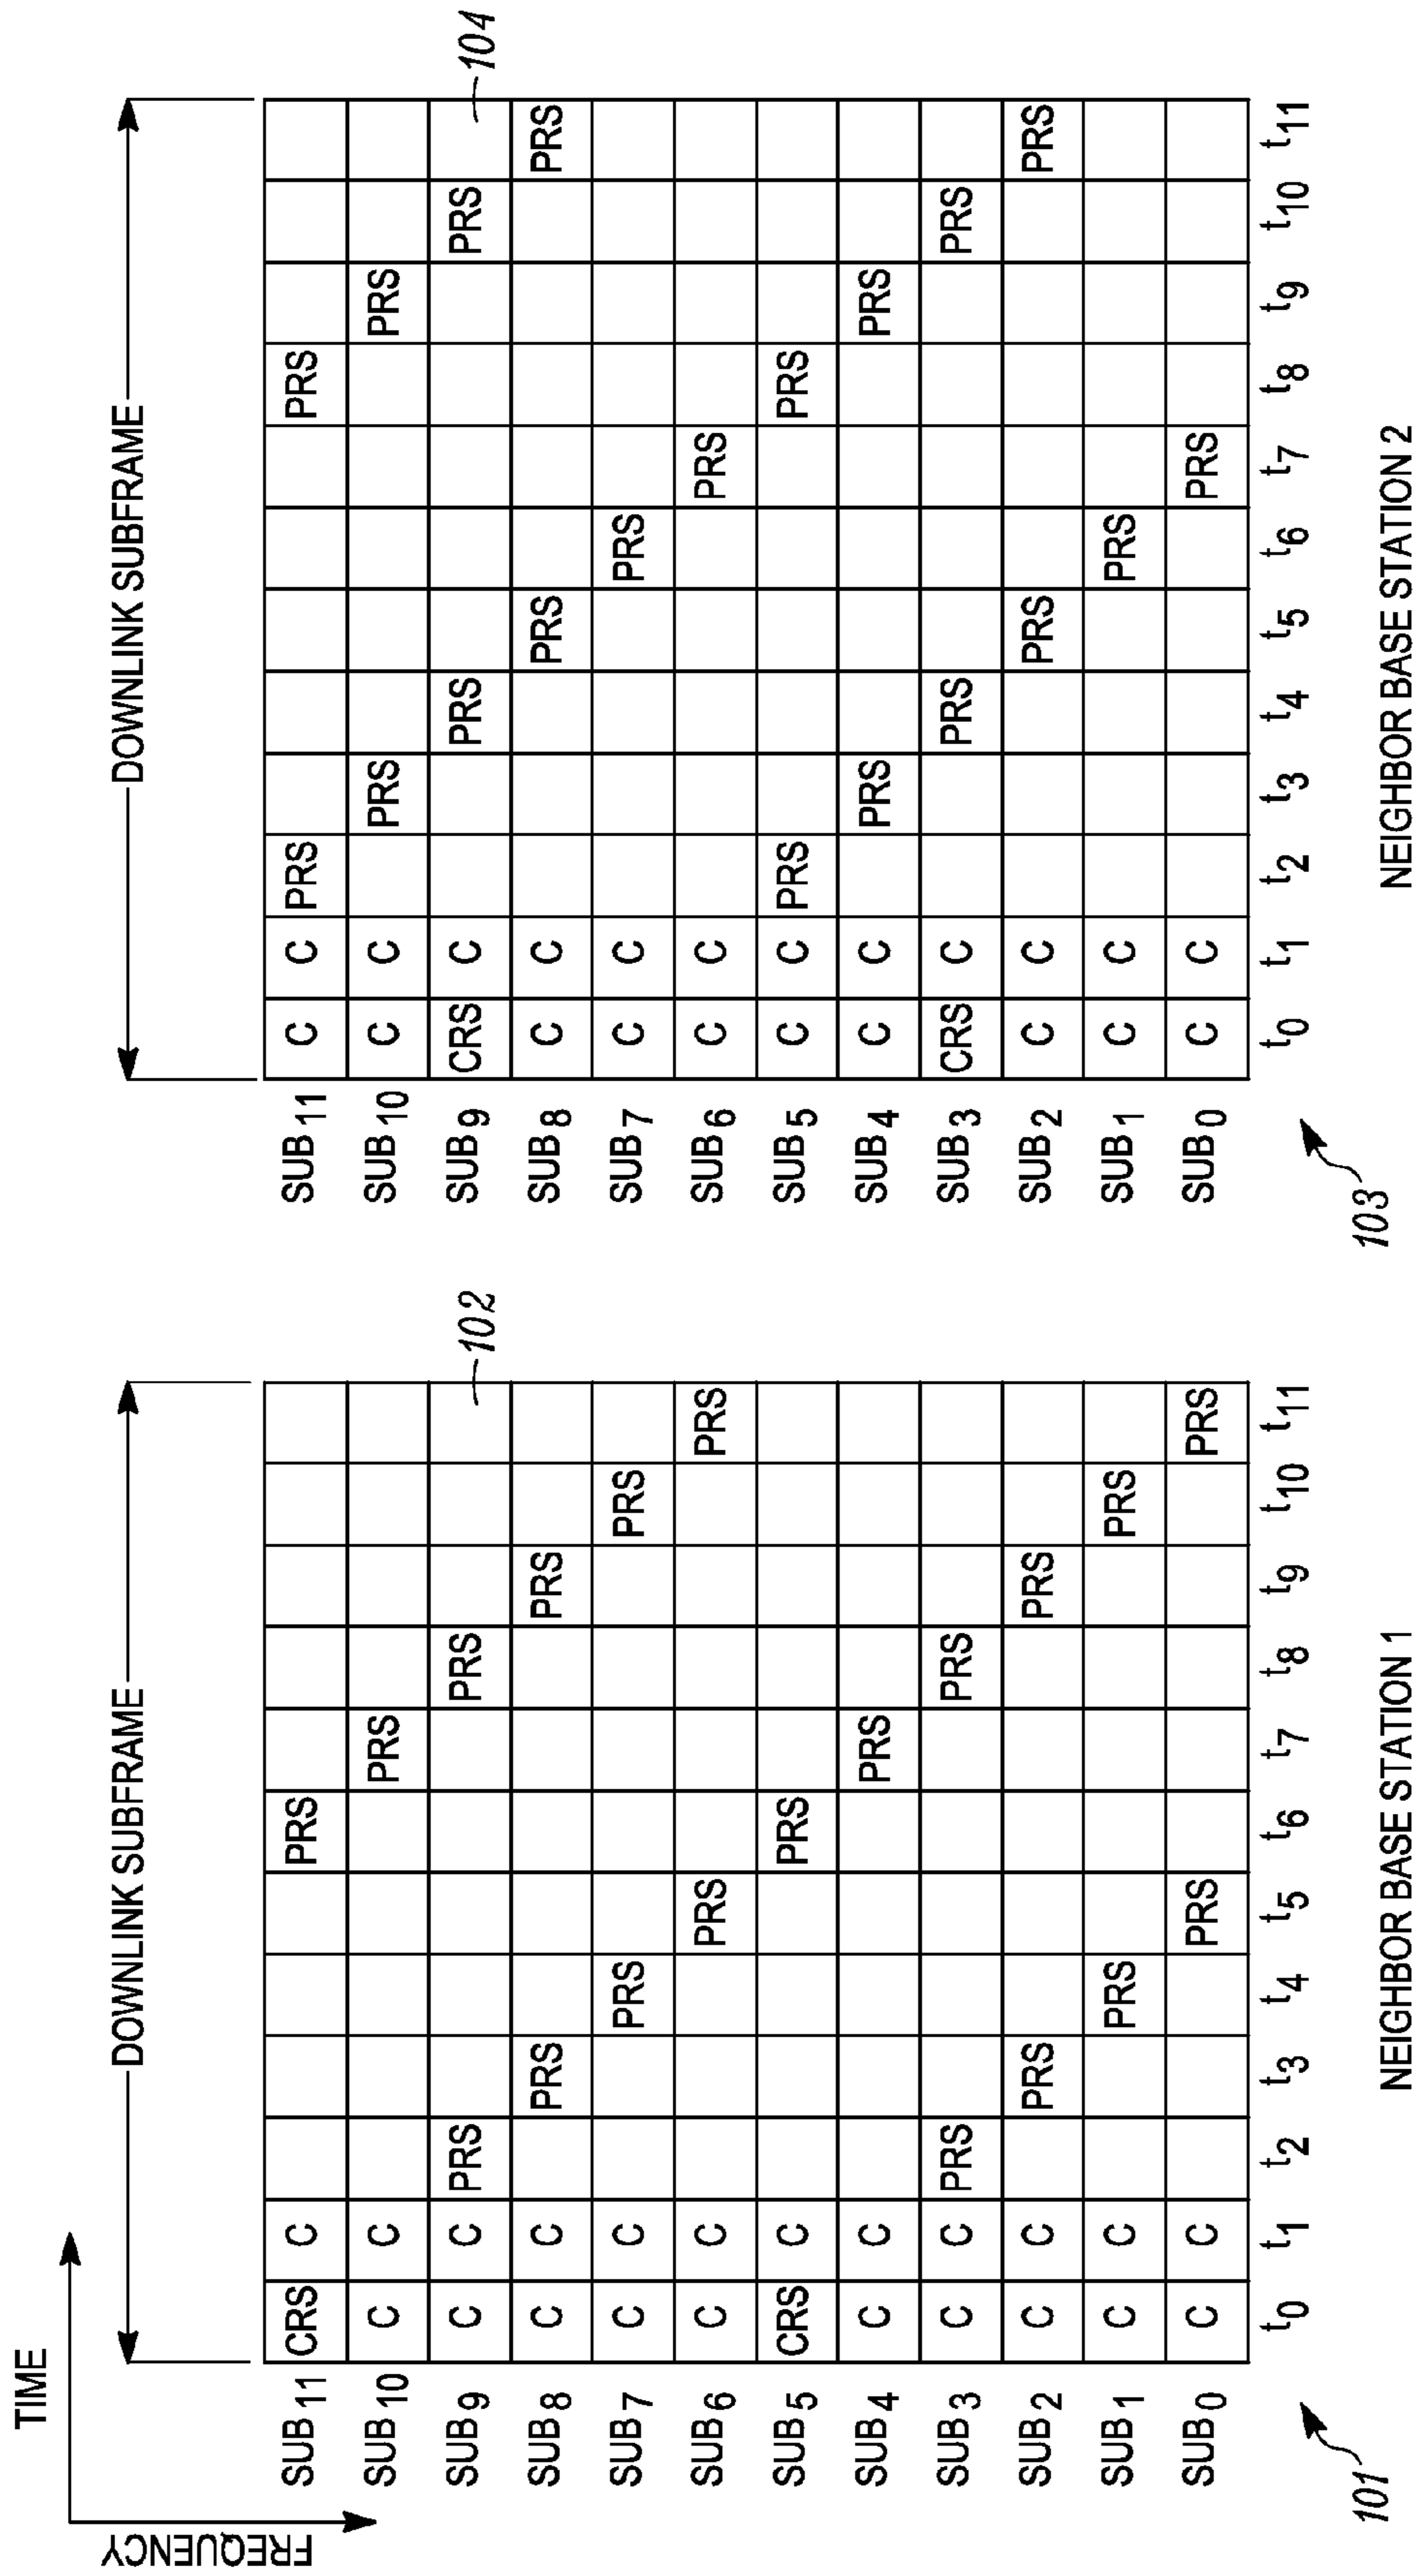 TIME
FREQUENCY
DOWNLINK SUBFRAME
SUB11 CRS C PRS
SUB10 C C PRS
SUB9 C C PRS PRS 102
SUB8 C C PRS PRS
SUB7 C C PRS PRS
SUB6 C C PRS PRS
SUB5 CRS C PRS
SUB4 C C PRS
SUB3 C C PRS PRS
SUB2 C C PRS PRS
SUB1 C C PRS PRS
SUB0 C C PRS PRS
t0 t1 t2 t3 t4 t5 t6 t7 t8 t9 t10 t11
101
NEIGHBOR BASE STATION 1
DOWNLINK SUBFRAME
SUB11 C C PRS PRS
SUB10 C C PRS PRS
SUB9 CRS C PRS PRS 104
SUB8 C C PRS PRS
SUB7 C C PRS
SUB6 C C PRS
SUB5 C C PRS PRS
SUB4 C C PRS PRS
SUB3 CRS C PRS PRS
SUB2 C C PRS PRS
SUB1 C C PRS
SUB0 C C PRS
t0 t1 t2 t3 t4 t5 t6 t7 t8 t9 t10 t11
103
NEIGHBOR BASE STATION 2